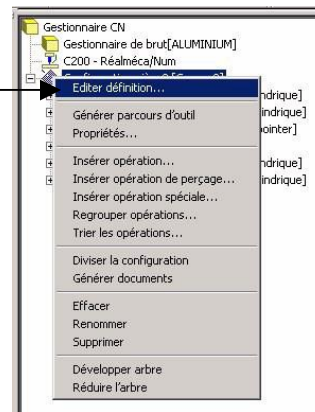 Gestionnaire CN
Gestionnaire de brut[ALUMINIUM]
C200 - Réalméca/Num
Editer définition...
ndrique]
Générer parcours d'outil
indrique]
Propriétés...
pointer]
Insérer opération...
ndrique]
Insérer opération de perçage...
indrique]
Insérer opération spéciale...
Regrouper opérations...
Trier les opérations...
Diviser la configuration
Générer documents
Effacer
Renommer
Supprimer
Développer arbre
Réduire l'arbre